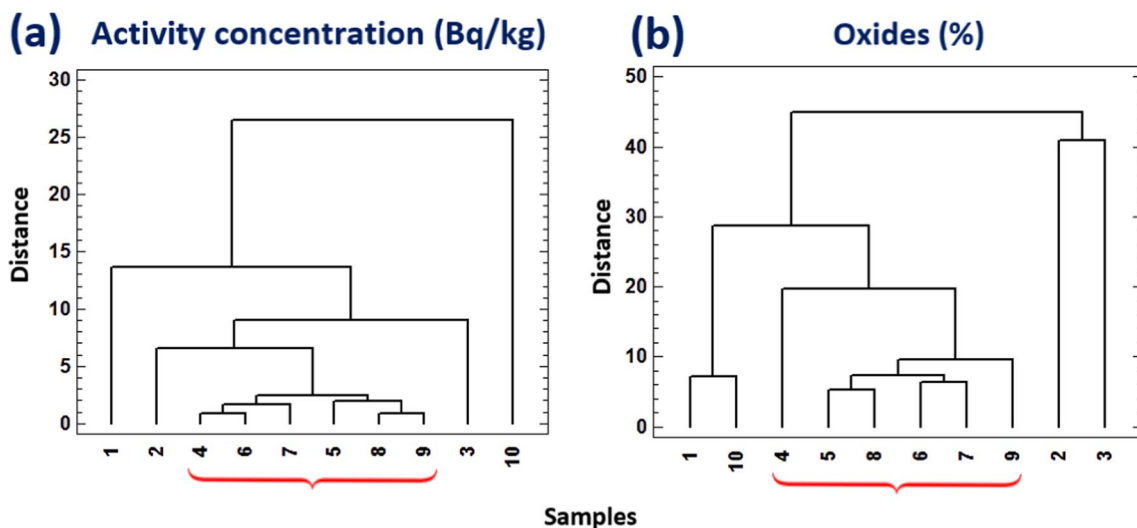 (a) Activity concentration (Bq/kg)
30
25
20
15
10
5
0
Distance
1 2 4 6 7 5 8 9 3 10
(b) Oxides (%)
50
40
30
20
10
0
Distance
1 10 4 5 8 6 7 9 2 3
Samples